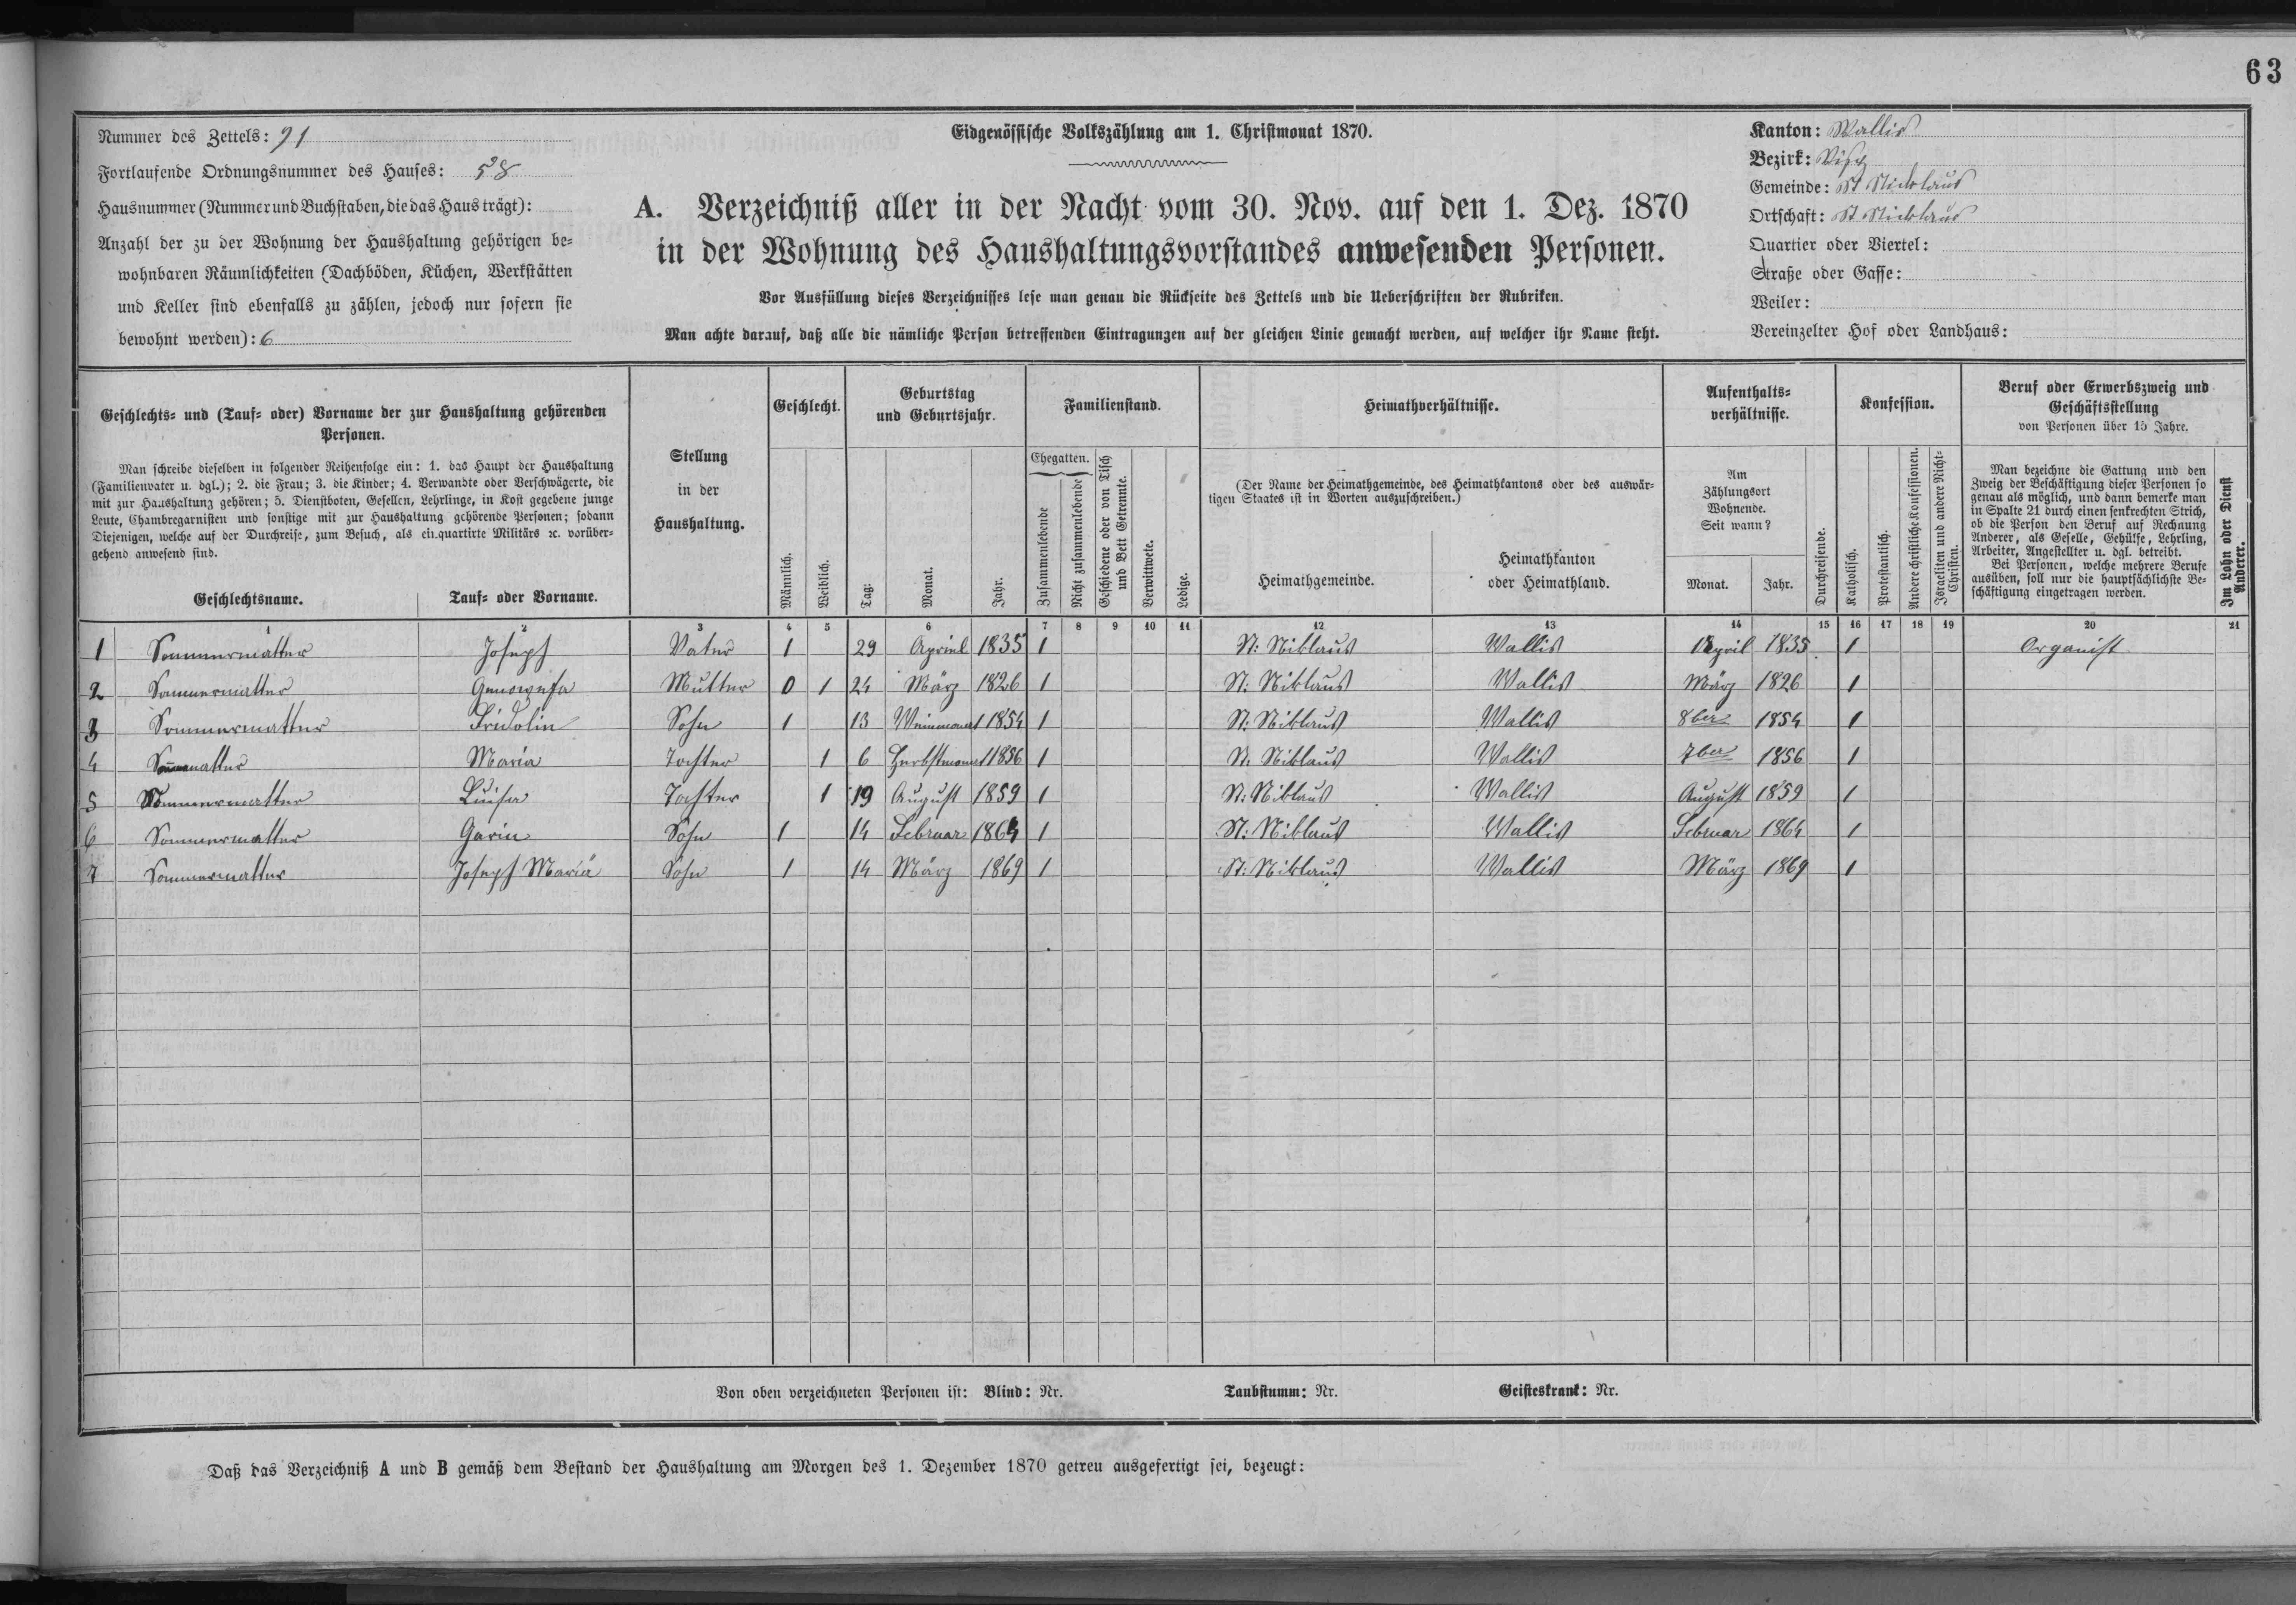 63
Nummer des Zettels: 91
Fortlaufende Ordnungsnummer des Hauses: 58
Hausnummer (Nummer und Buchstaben, die das Haus trägt):
Anzahl der zu der Wohnung der Haushaltung gehörigen be=
wohnbaren Räumlichkeiten (Dachböden, Küchen, Werkstätten
und Keller sind ebenfalls zu zählen, jedoch nur sofern sie
bewohnt werden): 6
Eidgenössische Volkszählung am 1. Christmonat 1870.
A. Verzeichniß aller in der Nacht vom 30. Nov. auf den 1. Dez. 1870
in der Wohnung des Haushaltungsvorstandes anwesenden Personen.
Vor Ausfüllung dieses Verzeichnisses lese man genau die Rückseite des Zettels und die Ueberschriften der Rubriken.
Man achte darauf, daß alle die nämliche Person betreffenden Eintragungen auf der gleichen Linie gemacht werden, auf welcher ihr Name steht.
Kanton: Wallis
Bezirk: Visp
Gemeinde: St Nicklaus
Ortschaft: St Nicklaus
Quartier oder Viertel:
Straße oder Gasse:
Weiler:
Vereinzelter Hof oder Landhaus:
Geschlechts= und (Tauf= oder) Vorname der zur Haushaltung gehörenden
Personen.
Man schreibe dieselben in folgender Reihenfolge ein: 1. das Haupt der Haushaltung
(Familienvater u. dgl.); 2. die Frau; 3. die Kinder; 4. Verwandte oder Verschwägerte, die
mit zur Haushaltung gehören; 5. Dienstboten, Gesellen, Lehrlinge, in Kost gegebene junge
Leute, Chambregarnisten und sonstige mit zur Haushaltung gehörende Personen; sodann
Diejenigen, welche auf der Durchreise, zum Besuch, als einquartirte Militärs ꝛc. vorüber=
gehend anwesend sind.
Geschlechtsname. Tauf= oder Vorname.
Stellung
in der
Haushaltung.
Geschlecht.
Männlich. Weiblich.
Geburtstag
und Geburtsjahr.
Tag: Monat. Jahr.
Familienstand.
Ehegatten.
Zusammenlebende
Nicht zusammenlebende
Geschiedene oder von Tisch
und Bett Getrennte.
Verwittwete.
Ledige.
Heimathverhältnisse.
(Der Name der Heimathgemeinde, des Heimathkantons oder des auswär=
tigen Staates ist in Worten auszuschreiben.)
Heimathgemeinde.
Heimathkanton
oder Heimathland.
Aufenthalts=
verhältnisse.
Am
Zählungsort
Wohnende.
Seit wann?
Monat. Jahr.
Durchreisende.
Konfession.
Katholisch.
Protestantisch.
Andere christliche Konfessionen.
Israeliten und andere Nicht=
Christen.
Beruf oder Erwerbszweig und
Geschäftsstellung
von Personen über 15 Jahre.
Man bezeichne die Gattung und den
Zweig der Beschäftigung dieser Personen so
genau als möglich, und dann bemerke man
in Spalte 21 durch einen senkrechten Strich,
ob die Person den Beruf auf Rechnung
Anderer, als Geselle, Gehülfe, Lehrling,
Arbeiter, Angestellter u. dgl. betreibt.
Bei Personen, welche mehrere Berufe
ausüben, soll nur die hauptsächlichste Be=
schäftigung eingetragen werden.
Im Lohn oder Dienst
Anderer.
1 2 3 4 5 6 7 8 9 10 11 12 13 14 15 16 17 18 19 20 21
1 Sommermatter Joseph Vater 1 29 Apriel 1835 1 St: Niklaus Wallis April 1835 1 Organist
2 Sommermatter Genowefa Mutter 0 1 24 März 1826 1 St: Niklaus Wallis März 1826 1
3 Sommermatter Fridolin Sohn 1 13 Weinmonat 1854 1 St: Niklaus Wallis 8ber 1854 1
4 Sommermatter Maria Tochter 1 6 Herbstmonat 1856 1 St. Niklaus Wallis 7ber 1856 1
5 Sommermatter Luisa Tochter 1 19 August 1859 1 St: Niklaus Wallis August 1859 1
6 Sommermatter Garin Sohn 1 14 Februar 1864 1 St: Niklaus Wallis Februar 1864 1
7 Sommermatter Joseph Maria Sohn 1 14 März 1869 1 St: Niklaus Wallis März 1869 1
Von oben verzeichneten Personen ist: Blind: Nr. Taubstumm: Nr. Geisteskrank: Nr.
Daß das Verzeichniß A und B gemäß dem Bestand der Haushaltung am Morgen des 1. Dezember 1870 getreu ausgefertigt sei, bezeugt: